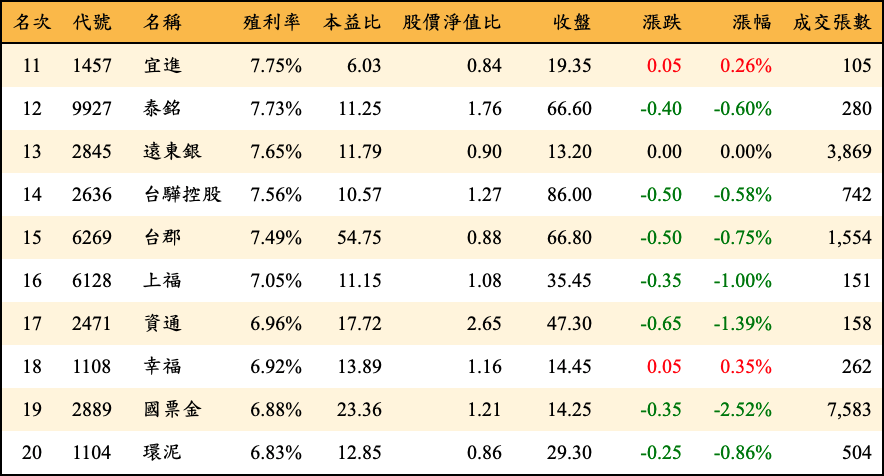 名次 代號 名稱 殖利率 本益比 股價淨值比 收盤 漲跌 漲幅 成交張數
11 1457 宜進 7.75% 6.03 0.84 19.35 0.05 0.26% 105
12 9927 泰銘 7.73% 11.25 1.76 66.60 -0.40 -0.60% 280
13 2845 遠東銀 7.65% 11.79 0.90 13.20 0.00 0.00% 3,869
14 2636 台驊控股 7.56% 10.57 1.27 86.00 -0.50 -0.58% 742
15 6269 台郡 7.49% 54.75 0.88 66.80 -0.50 -0.75% 1,554
16 6128 上福 7.05% 11.15 1.08 35.45 -0.35 -1.00% 151
17 2471 資通 6.96% 17.72 2.65 47.30 -0.65 -1.39% 158
18 1108 幸福 6.92% 13.89 1.16 14.45 0.05 0.35% 262
19 2889 國票金 6.88% 23.36 1.21 14.25 -0.35 -2.52% 7,583
20 1104 環泥 6.83% 12.85 0.86 29.30 -0.25 -0.86% 504